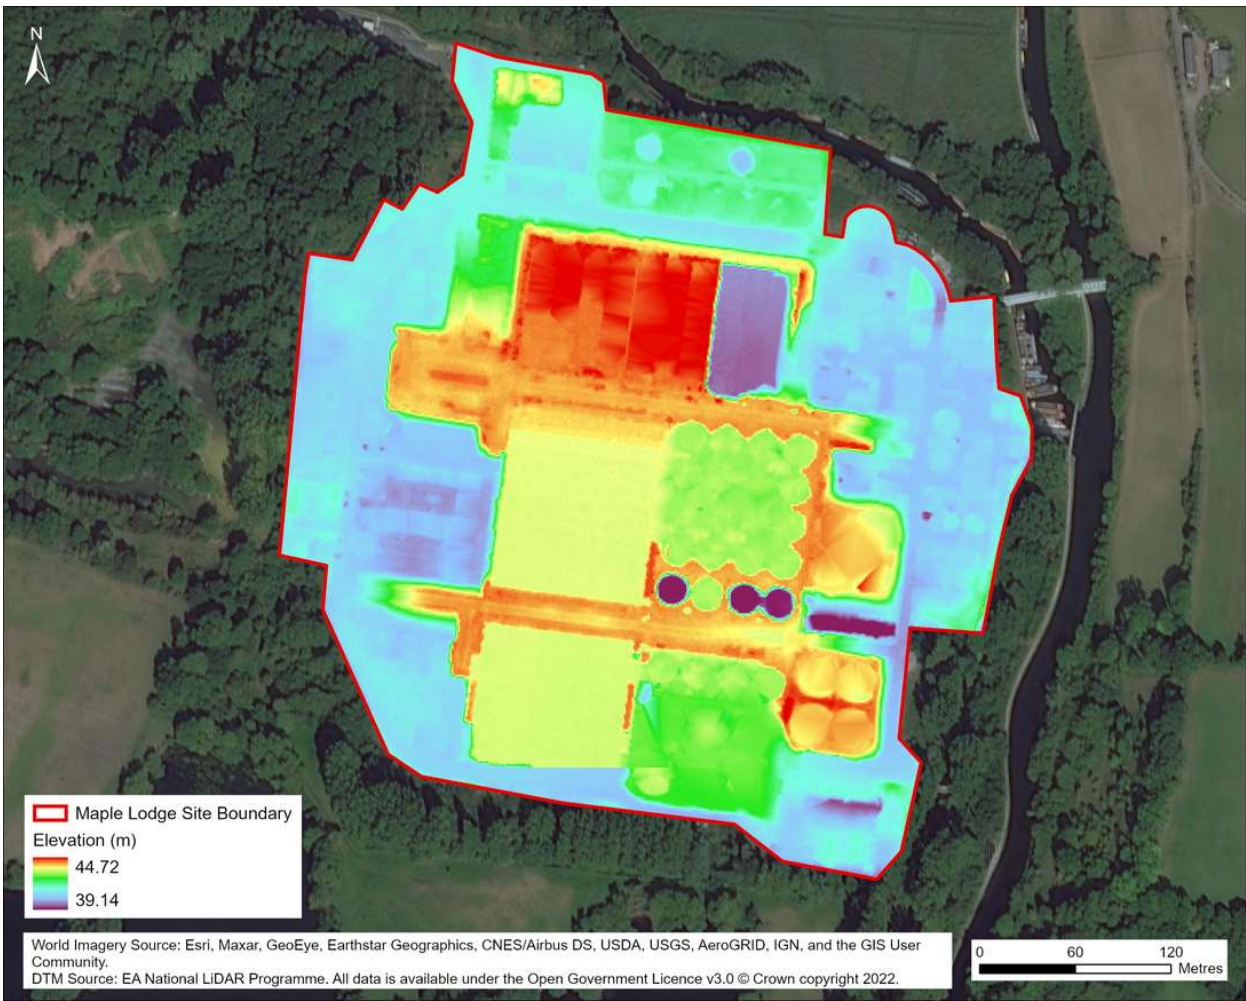 N
Maple Lodge Site Boundary
Elevation (m)
44.72
39.14
World Imagery Source: Esri, Maxar, GeoEye, Earthstar Geographics, CNES/Airbus DS, USDA, USGS, AeroGRID, IGN, and the GIS User
Community.
DTM Source: EA National LiDAR Programme. All data is available under the Open Government Licence v3.0 © Crown copyright 2022.
0 60 120
Metres